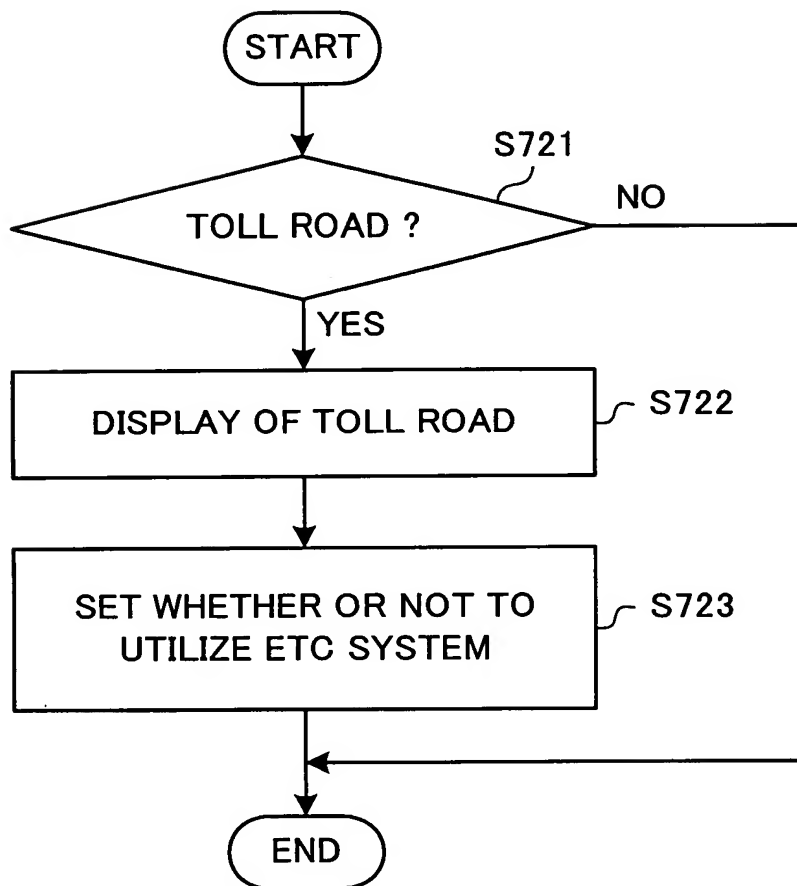 START
S721
TOLL ROAD ?
NO
YES
DISPLAY OF TOLL ROAD
S722
SET WHETHER OR NOT TO
UTILIZE ETC SYSTEM
S723
END